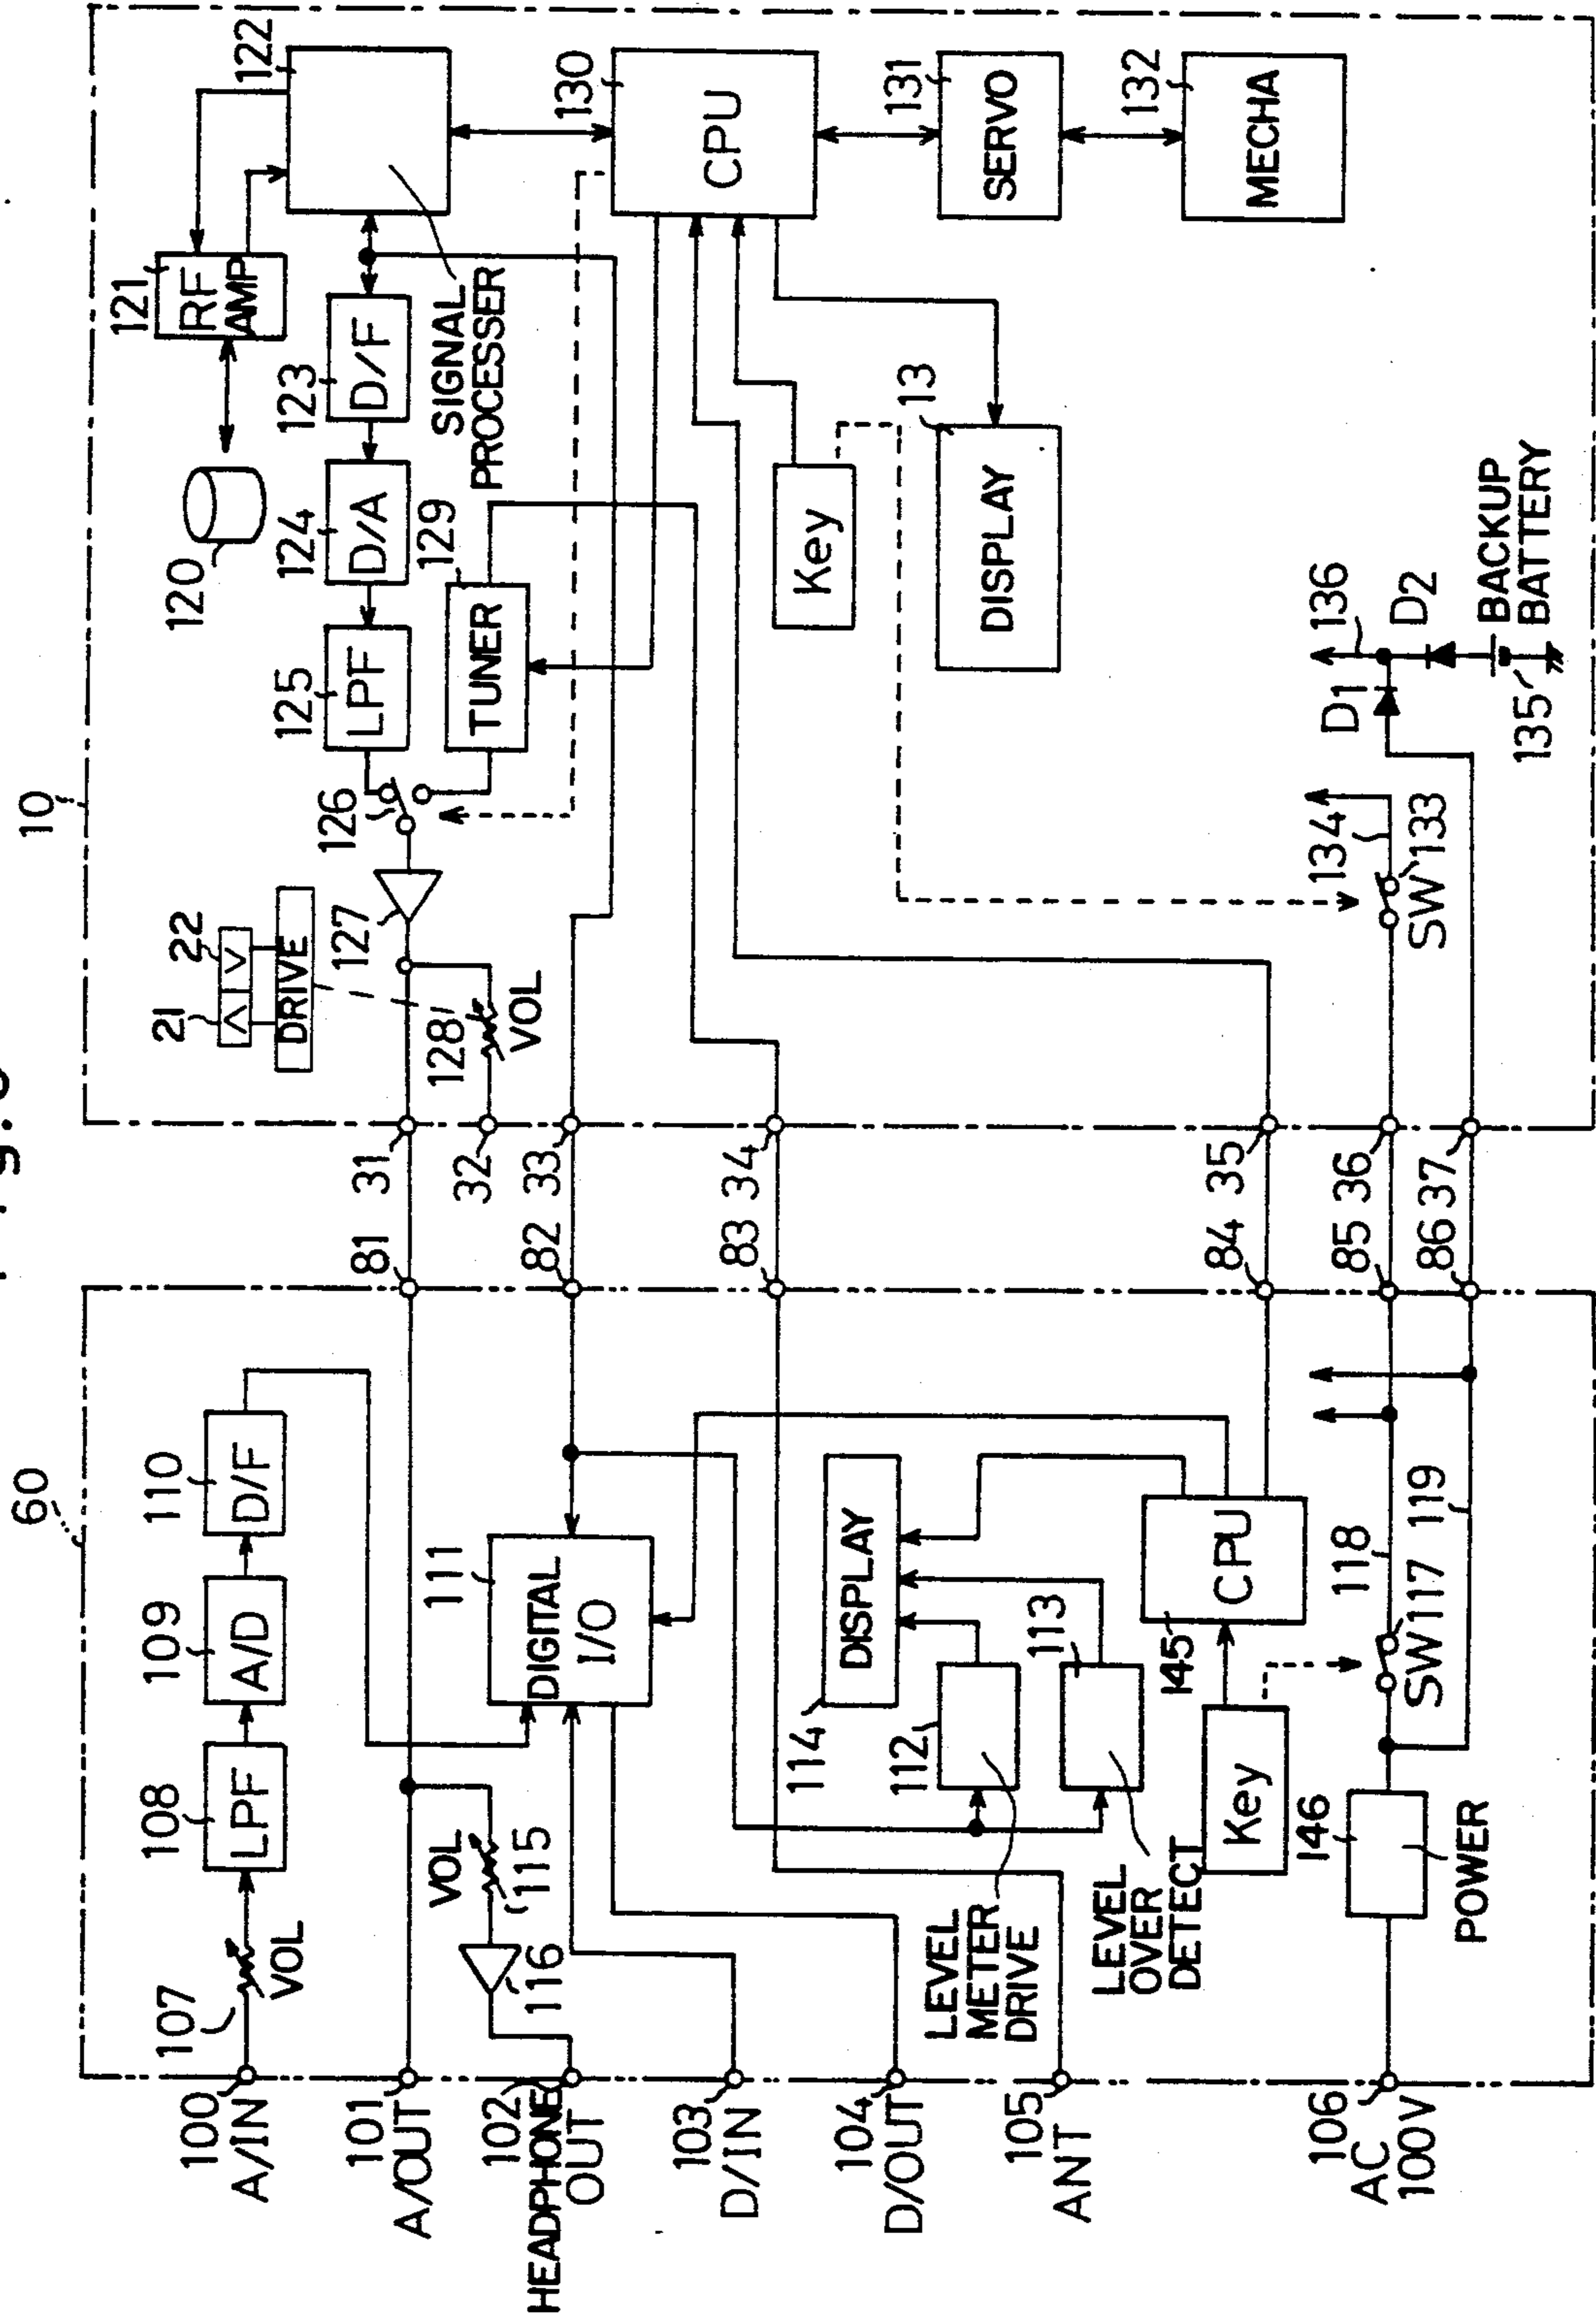 Fig. 
60
10
100
A/IN
107
VOL
108
LPF
109
A/D
110
D/F
101
A/OUT
102
HEADPHONE
OUT
116
VOL
115
103
D/IN
104
D/OUT
105
ANT
106
AC
100V
111
DIGITAL
I/O
114
DISPLAY
112
LEVEL
METER
DRIVE
113
LEVEL
OVER
DETECT
145
CPU
Key
146
POWER
SW117
118
119
81
82
83
84
85
86
31
32
33
34
35
36
37
21
22
DRIVE
127
128
VOL
126
125
LPF
124
D/A
123
D/F
120
121
RF
AMP
122
SIGNAL
PROCESSER
129
TUNER
130
CPU
131
SERVO
132
MECHA
Key
13
DISPLAY
134
SW133
136
D1
D2
135
BACKUP
BATTERY